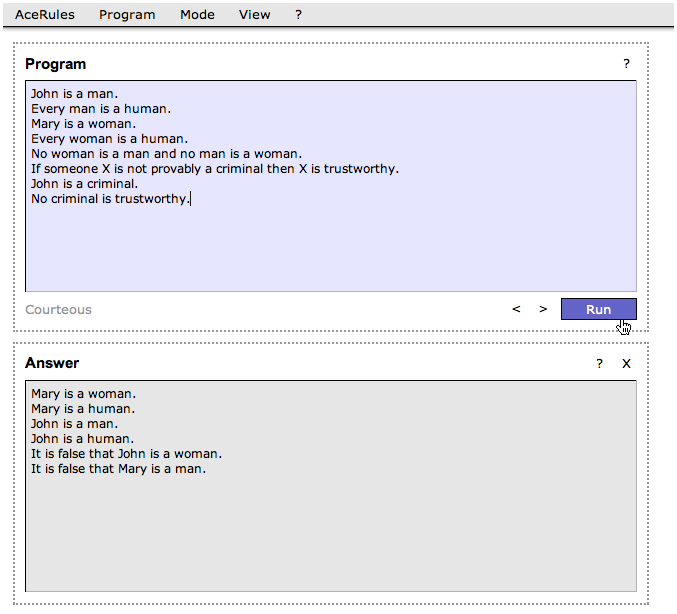 AceRules Program Mode View ?
Program ?
John is a man.
Every man is a human.
Mary is a woman.
Every woman is a human.
No woman is a man and no man is a woman.
If someone X is not provably a criminal then X is trustworthy.
John is a criminal.
No criminal is trustworthy.
Courteous < > Run
Answer ? X
Mary is a woman.
Mary is a human.
John is a man.
John is a human.
It is false that John is a woman.
It is false that Mary is a man.